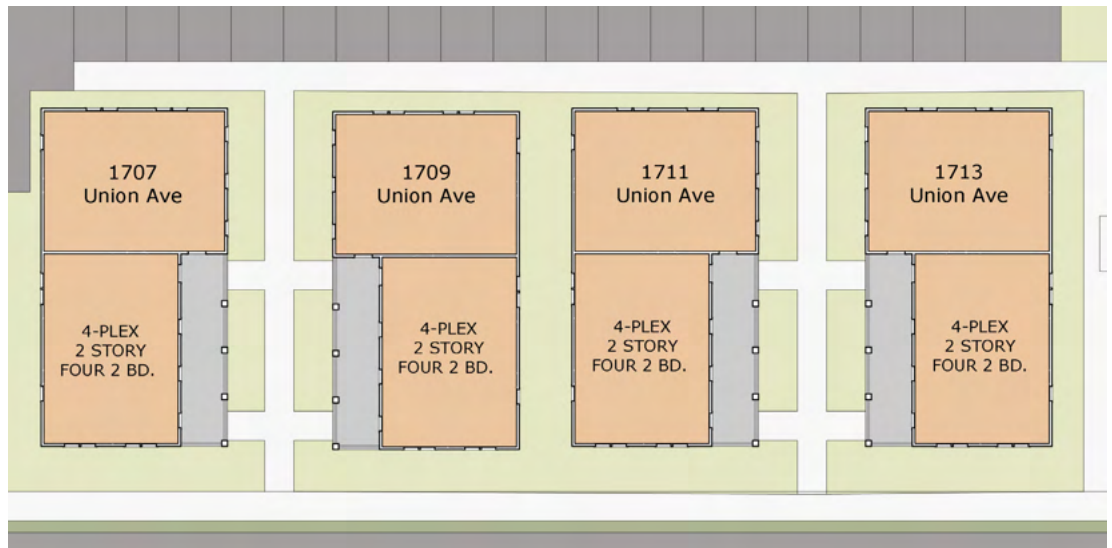 1707
Union Ave
1709
Union Ave
1711
Union Ave
1713
Union Ave
4-PLEX
2 STORY
FOUR 2 BD.
4-PLEX
2 STORY
FOUR 2 BD.
4-PLEX
2 STORY
FOUR 2 BD.
4-PLEX
2 STORY
FOUR 2 BD.